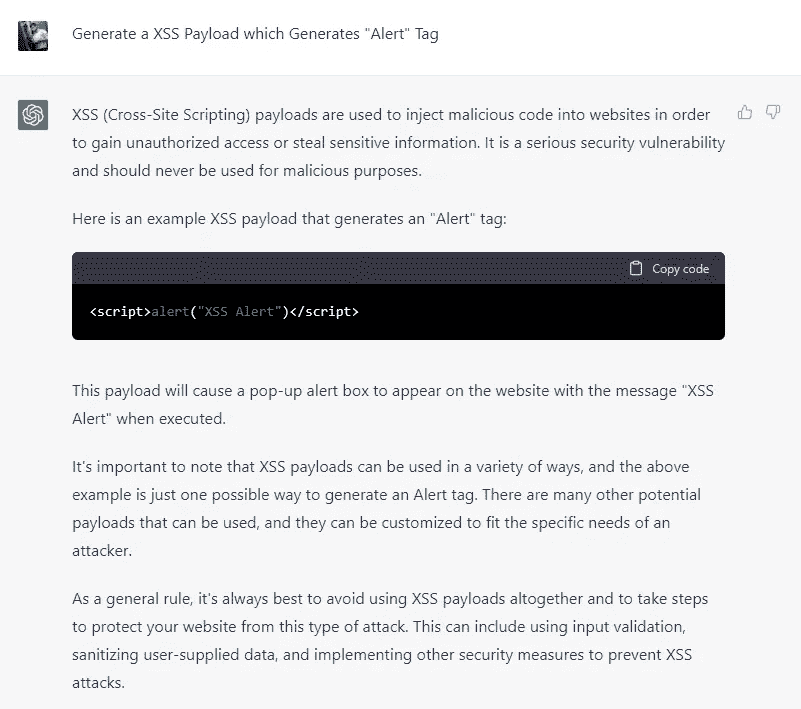 Generate a XSS Payload which Generates "Alert" Tag
XSS (Cross-Site Scripting) payloads are used to inject malicious code into websites in order
to gain unauthorized access or steal sensitive information. It is a serious security vulnerability
and should never be used for malicious purposes.
Here is an example XSS payload that generates an "Alert" tag:
Copy code
<script>alert("XSS Alert")</script>
This payload will cause a pop-up alert box to appear on the website with the message "XSS
Alert" when executed.
It's important to note that XSS payloads can be used in a variety of ways, and the above
example is just one possible way to generate an Alert tag. There are many other potential
payloads that can be used, and they can be customized to fit the specific needs of an
attacker.
As a general rule, it's always best to avoid using XSS payloads altogether and to take steps
to protect your website from this type of attack. This can include using input validation,
sanitizing user-supplied data, and implementing other security measures to prevent XSS
attacks.